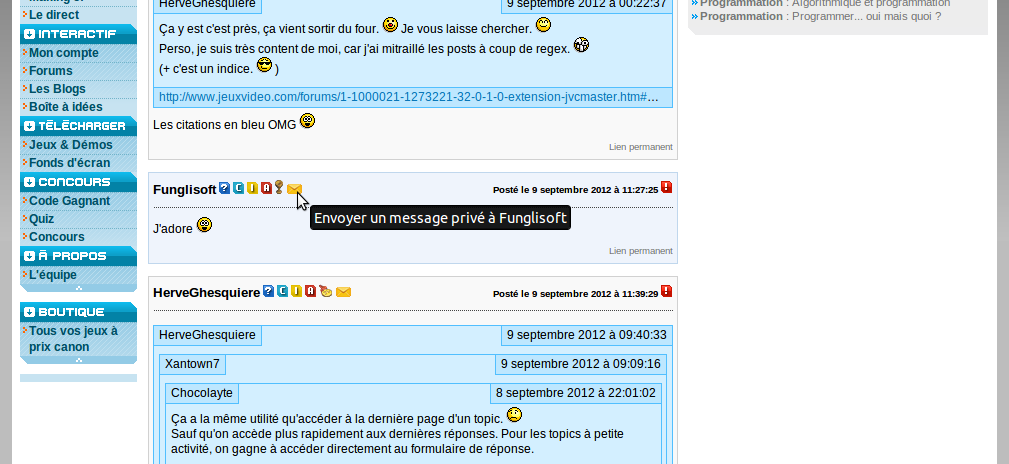 Le direct
INTERACTIF
Mon compte
Forums
Les Blogs
Boîte à idées
TÉLÉCHARGER
Jeux & Démos
Fonds d'écran
CONCOURS
Code Gagnant
Quiz
Concours
À PROPOS
L'équipe
BOUTIQUE
Tous vos jeux à
prix canon
HerveGhesquiere 9 septembre 2012 à 00:22:37
Ça y est c'est près, ça vient sortir du four. Je vous laisse chercher.
Perso, je suis très content de moi, car j'ai mitraillé les posts à coup de regex.
(+ c'est un indice. )
http://www.jeuxvideo.com/forums/1-1000021-1273221-32-0-1-0-extension-jvcmaster.htm#...
Les citations en bleu OMG
Lien permanent
Funglisoft ? C J A Posté le 9 septembre 2012 à 11:27:25
Envoyer un message privé à Funglisoft
J'adore
Lien permanent
HerveGhesquiere ? C J A Posté le 9 septembre 2012 à 11:39:29
HerveGhesquiere 9 septembre 2012 à 09:40:33
Xantown7 9 septembre 2012 à 09:09:16
Chocolayte 8 septembre 2012 à 22:01:02
Ça a la même utilité qu'accéder à la dernière page d'un topic.
Sauf qu'on accède plus rapidement aux dernières réponses. Pour les topics à petite
activité, on gagne à accéder directement au formulaire de réponse.
Programmation : Algorithmique et programmation
Programmation : Programmer... oui mais quoi ?